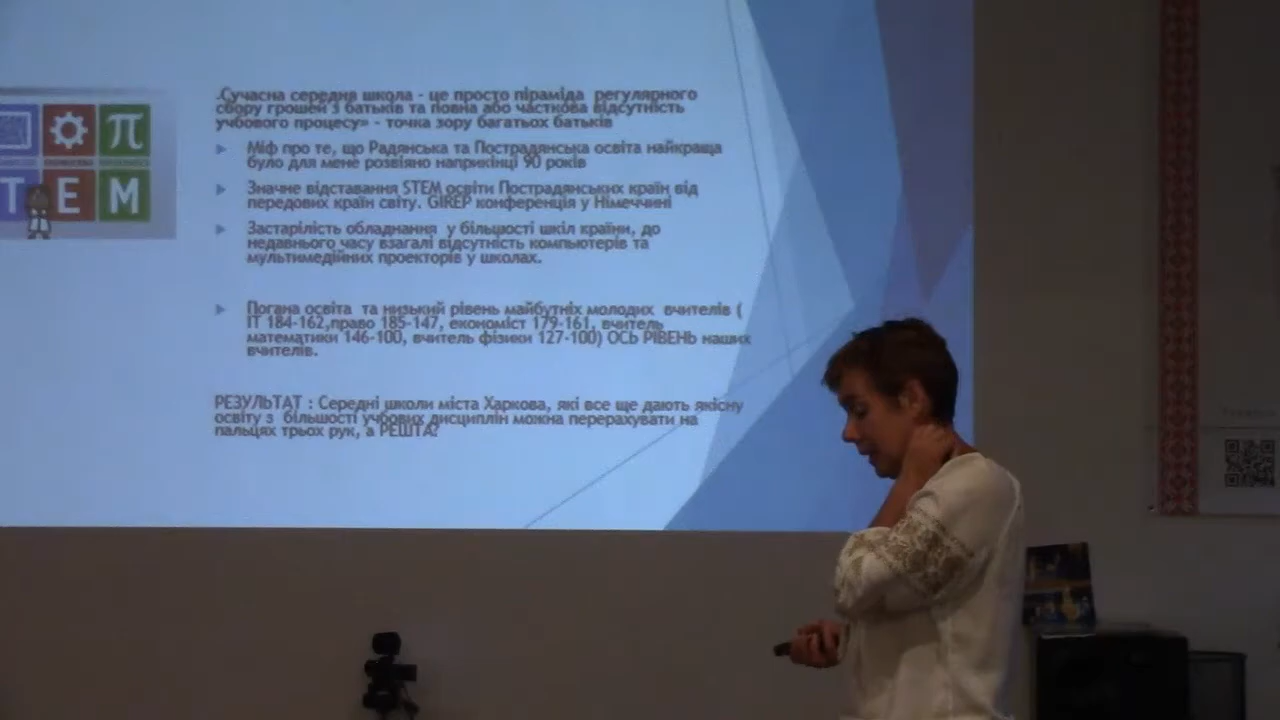 .Сучасна середня школа - це просто піраміда регулярного
сбору грошей з батьків та повна або часткова відсутність
учбового процесу» - точка зору багатьох батьків
Міф про те, що Радянська та Пострадянська освіта найкраща
було для мене розвіяно наприкінці 90 років
Значне відставання STEM освіти Пострадянських країн від
передових країн світу. GIREP конференція у Німеччині
Застарілість обладнання у більшості шкіл країни, до
недавнього часу взагалі відсутність компьютерів та
мультимедійних проекторів у школах.
Погана освіта та низький рівень майбутніх молодих вчителів (
ІТ 184-162,право 185-147, економіст 179-161, вчитель
математики 146-100, вчитель фізики 127-100) ОСЬ РІВЕНЬ наших
вчителів.
РЕЗУЛЬТАТ : Середні школи міста Харкова, які все ще дають якісну
освіту з більшості учбових дисциплін можна перерахувати на
пальцях трьох рук, а РЕШТА?
π
T E M